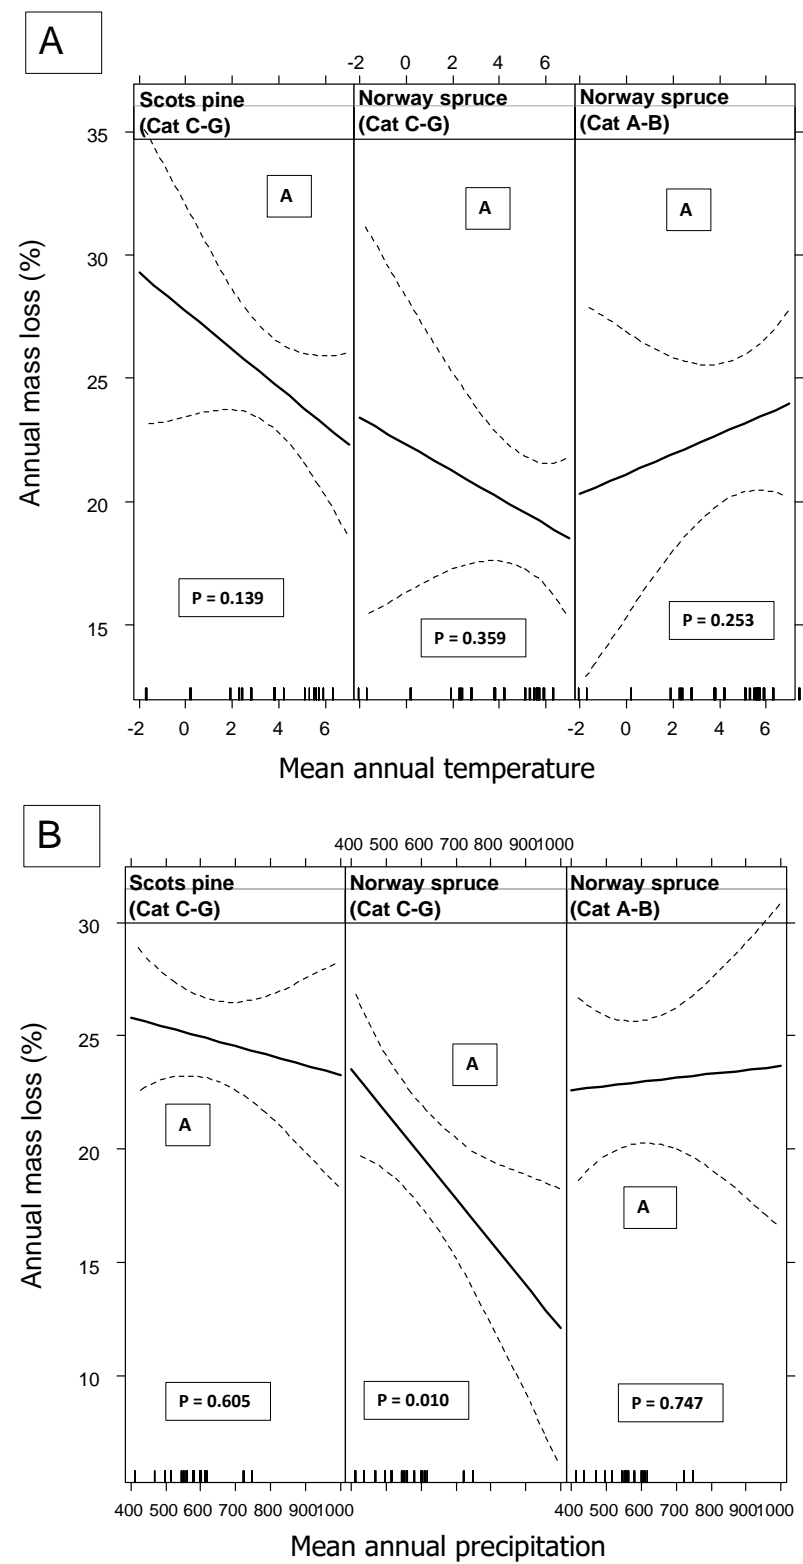 A
-2 0 2 4 6
Scots pine
(Cat C-G)
Norway spruce
(Cat C-G)
Norway spruce
(Cat A-B)
35
30
25
20
15
Annual mass loss (%)
A
A
A
P = 0.139
P = 0.359
P = 0.253
-2 0 2 4 6
-2 0 2 4 6
Mean annual temperature
B
400 500 600 700 800 9001000
Scots pine
(Cat C-G)
Norway spruce
(Cat C-G)
Norway spruce
(Cat A-B)
30
25
20
15
10
Annual mass loss (%)
A
A
A
P = 0.605
P = 0.010
P = 0.747
400 500 600 700 800 9001000
400 500 600 700 800 9001000
Mean annual precipitation